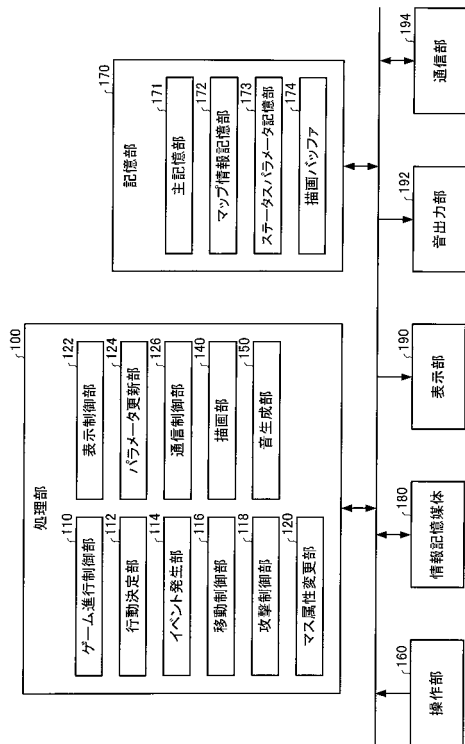 100
処理部
110
ゲーム進行制御部
112
行動決定部
114
イベント発生部
116
移動制御部
118
攻撃制御部
120
マス属性変更部
122
表示制御部
124
パラメータ更新部
126
通信制御部
140
描画部
150
音生成部
170
記憶部
171
主記憶部
172
マップ情報記憶部
173
ステータスパラメータ記憶部
174
描画バッファ
160
操作部
180
情報記憶媒体
190
表示部
192
音出力部
194
通信部